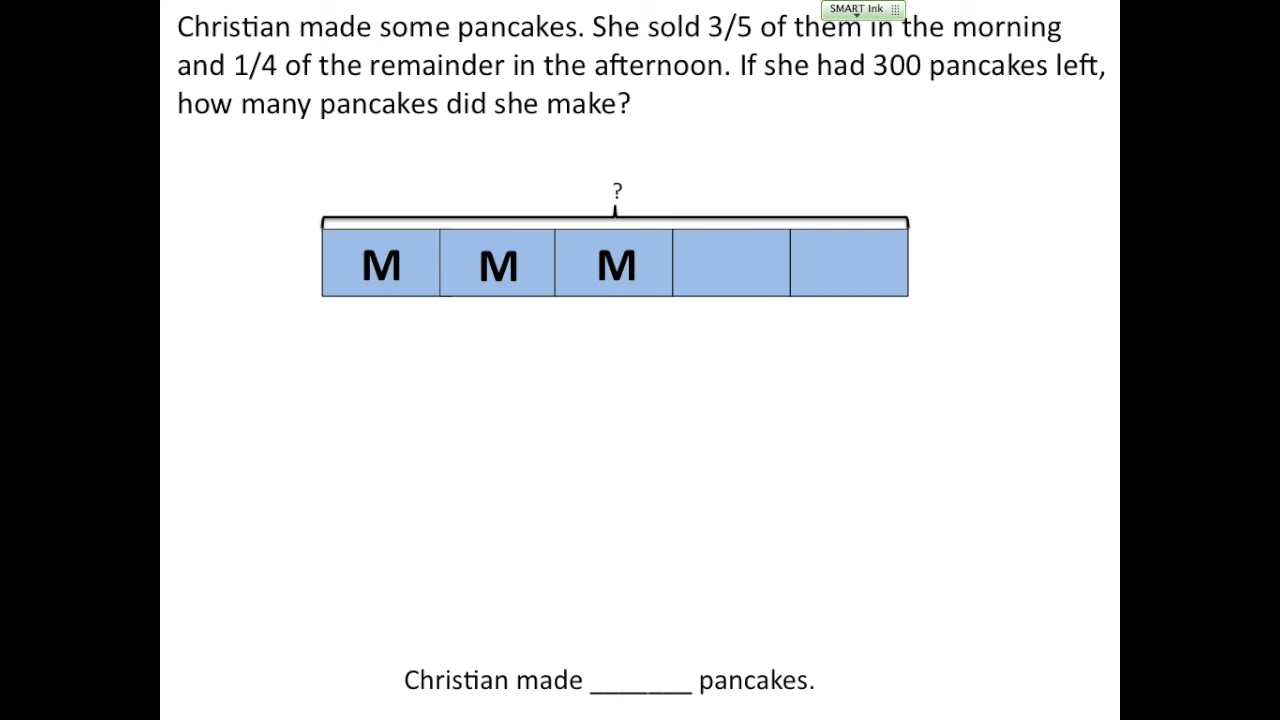 SMART Ink
Christian made some pancakes. She sold 3/5 of them in the morning
and 1/4 of the remainder in the afternoon. If she had 300 pancakes left,
how many pancakes did she make?
?
M M M
Christian made _______ pancakes.